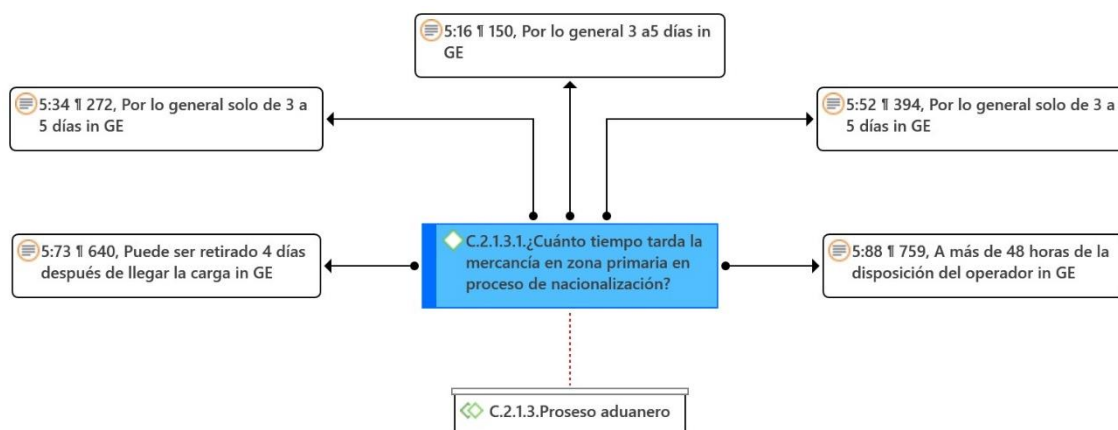 5:16 ¶ 150, Por lo general 3 a5 días in
GE
5:34 ¶ 272, Por lo general solo de 3 a
5 días in GE
5:52 ¶ 394, Por lo general solo de 3 a
5 días in GE
5:73 ¶ 640, Puede ser retirado 4 días
después de llegar la carga in GE
C.2.1.3.1.¿Cuánto tiempo tarda la
mercancía en zona primaria en
proceso de nacionalización?
5:88 ¶ 759, A más de 48 horas de la
disposición del operador in GE
C.2.1.3.Proseso aduanero